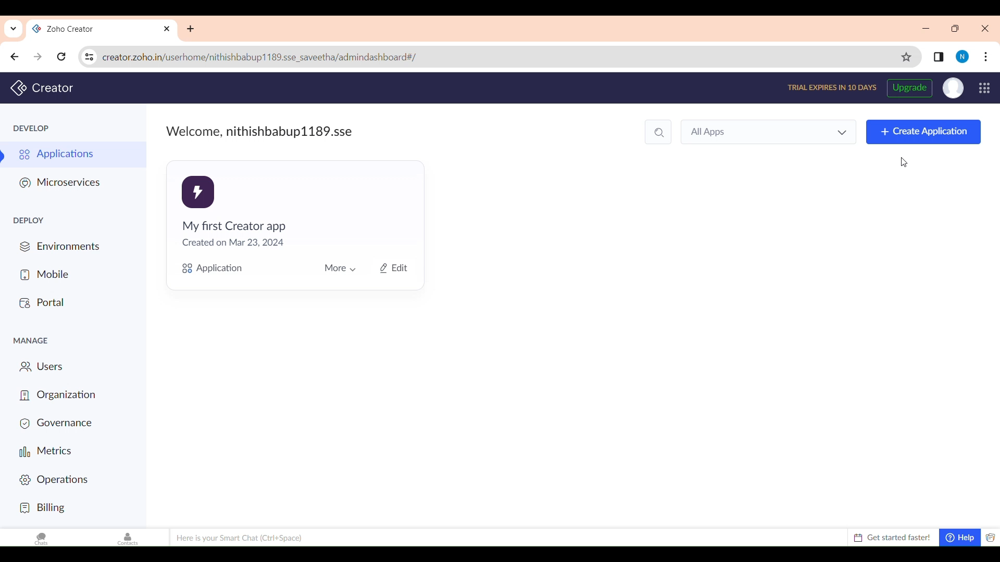 Zoho Creator
creator.zoho.in/userhome/nithishbabup1189.sse_saveetha/admindashboard#/
N
Creator
TRIAL EXPIRES IN 10 DAYS
Upgrade
DEVELOP
Applications
Microservices
DEPLOY
Environments
Mobile
Portal
MANAGE
Users
Organization
Governance
Metrics
Operations
Billing
Welcome, nithishbabup1189.sse
All Apps
+ Create Application
My first Creator app
Created on Mar 23, 2024
Application
More
Edit
Chats
Contacts
Here is your Smart Chat (Ctrl+Space)
Get started faster!
Help